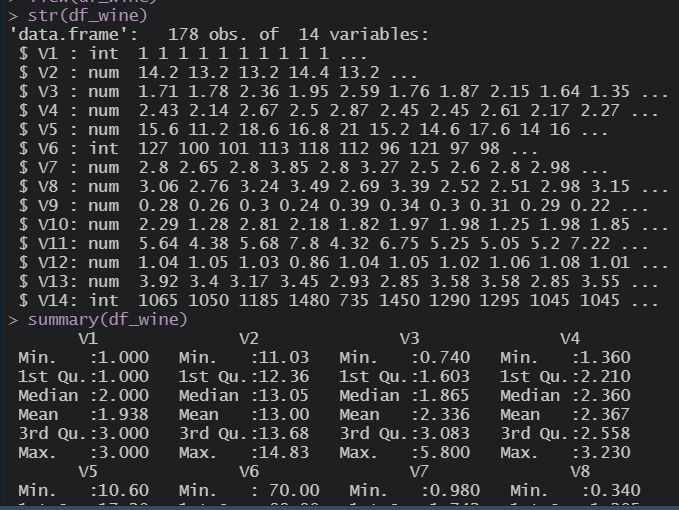 > str(df_wine)
'data.frame':   178 obs. of  14 variables:
 $ V1 : int  1 1 1 1 1 1 1 1 1 1 ...
 $ V2 : num  14.2 13.2 13.2 14.4 13.2 ...
 $ V3 : num  1.71 1.78 2.36 1.95 2.59 1.76 1.87 2.15 1.64 1.35 ...
 $ V4 : num  2.43 2.14 2.67 2.5 2.87 2.45 2.45 2.61 2.17 2.27 ...
 $ V5 : num  15.6 11.2 18.6 16.8 21 15.2 14.6 17.6 14 16 ...
 $ V6 : int  127 100 101 113 118 112 96 121 97 98 ...
 $ V7 : num  2.8 2.65 2.8 3.85 2.8 3.27 2.5 2.6 2.8 2.98 ...
 $ V8 : num  3.06 2.76 3.24 3.49 2.69 3.39 2.52 2.51 2.98 3.15 ...
 $ V9 : num  0.28 0.26 0.3 0.24 0.39 0.34 0.3 0.31 0.29 0.22 ...
 $ V10: num  2.29 1.28 2.81 2.18 1.82 1.97 1.98 1.25 1.98 1.85 ...
 $ V11: num  5.64 4.38 5.68 7.8 4.32 6.75 5.25 5.05 5.2 7.22 ...
 $ V12: num  1.04 1.05 1.03 0.86 1.04 1.05 1.02 1.06 1.08 1.01 ...
 $ V13: num  3.92 3.4 3.17 3.45 2.93 2.85 3.58 3.58 2.85 3.55 ...
 $ V14: int  1065 1050 1185 1480 735 1450 1290 1295 1045 1045 ...
> summary(df_wine)
       V1              V2              V3              V4
 Min.   :1.000   Min.   :11.03   Min.   :0.740   Min.   :1.360
 1st Qu.:1.000   1st Qu.:12.36   1st Qu.:1.603   1st Qu.:2.210
 Median :2.000   Median :13.05   Median :1.865   Median :2.360
 Mean   :1.938   Mean   :13.00   Mean   :2.336   Mean   :2.367
 3rd Qu.:3.000   3rd Qu.:13.68   3rd Qu.:3.083   3rd Qu.:2.558
 Max.   :3.000   Max.   :14.83   Max.   :5.800   Max.   :3.230
       V5              V6               V7              V8
 Min.   :10.60   Min.   : 70.00   Min.   :0.980   Min.   :0.340